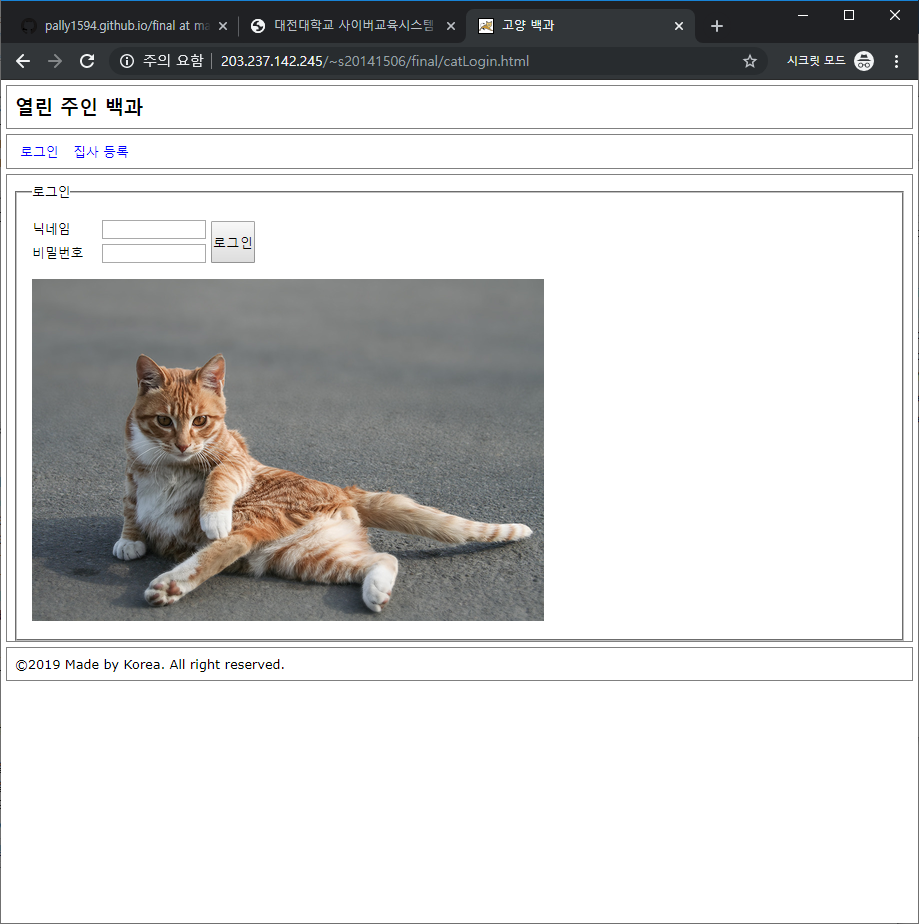 pally1594.github.io/final at ma
대전대학교 사이버교육시스템
고양 백과
주의 요함 203.237.142.245/~s20141506/final/catLogin.html
시크릿 모드
열린 주인 백과
로그인 집사 등록
로그인
닉네임
로그인
비밀번호
©2019 Made by Korea. All right reserved.